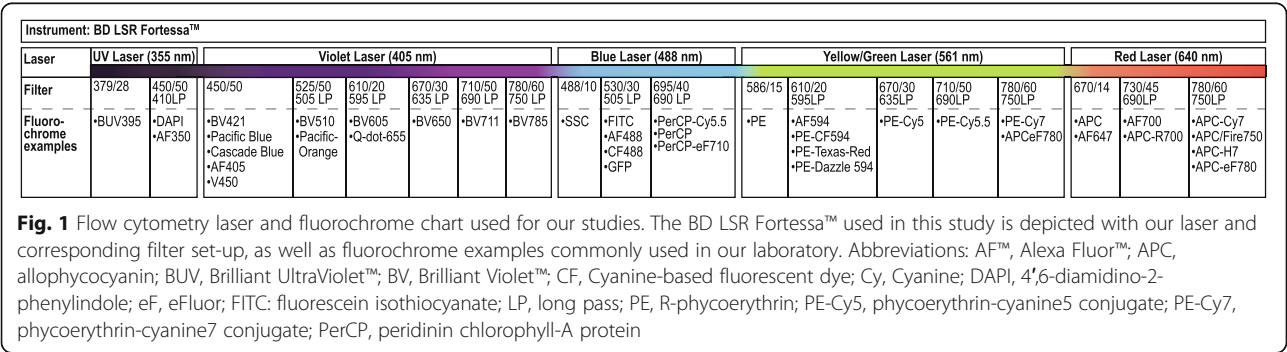 Instrument: BD LSR Fortessa™
Laser UV Laser (355 nm) Violet Laser (405 nm) Blue Laser (488 nm) Yellow/Green Laser (561 nm) Red Laser (640 nm)
Filter 379/28 450/50 450/50 525/50 610/20 670/30 710/50 780/60 488/10 530/30 695/40 586/15 610/20 670/30 710/50 780/60 670/14 730/45 780/60
410LP 505 LP 595 LP 635 LP 690 LP 750 LP 505 LP 690 LP 595LP 635LP 690LP 750LP 690LP 750LP
Fluoro- •BUV395 •DAPI •BV421 •BV510 •BV605 •BV650 •BV711 •BV785 •SSC •FITC •PerCP-Cy5.5 •PE •AF594 •PE-Cy5 •PE-Cy5.5 •PE-Cy7 •APC •AF700 •APC-Cy7
chrome •AF350 •Pacific Blue •Pacific- •Q-dot-655 •AF488 •PerCP •PE-CF594 •APCeF780 •AF647 •APC-R700 •APC/Fire750
examples •Cascade Blue Orange •CF488 •PerCP-eF710 •PE-Texas-Red •APC-H7
•AF405 •GFP •PE-Dazzle 594 •APC-eF780
•V450
Fig. 1 Flow cytometry laser and fluorochrome chart used for our studies. The BD LSR Fortessa™ used in this study is depicted with our laser and
corresponding filter set-up, as well as fluorochrome examples commonly used in our laboratory. Abbreviations: AF™, Alexa Fluor™; APC,
allophycocyanin; BUV, Brilliant UltraViolet™; BV, Brilliant Violet™; CF, Cyanine-based fluorescent dye; Cy, Cyanine; DAPI, 4′,6-diamidino-2-
phenylindole; eF, eFluor; FITC: fluorescein isothiocyanate; LP, long pass; PE, R-phycoerythrin; PE-Cy5, phycoerythrin-cyanine5 conjugate; PE-Cy7,
phycoerythrin-cyanine7 conjugate; PerCP, peridinin chlorophyll-A protein